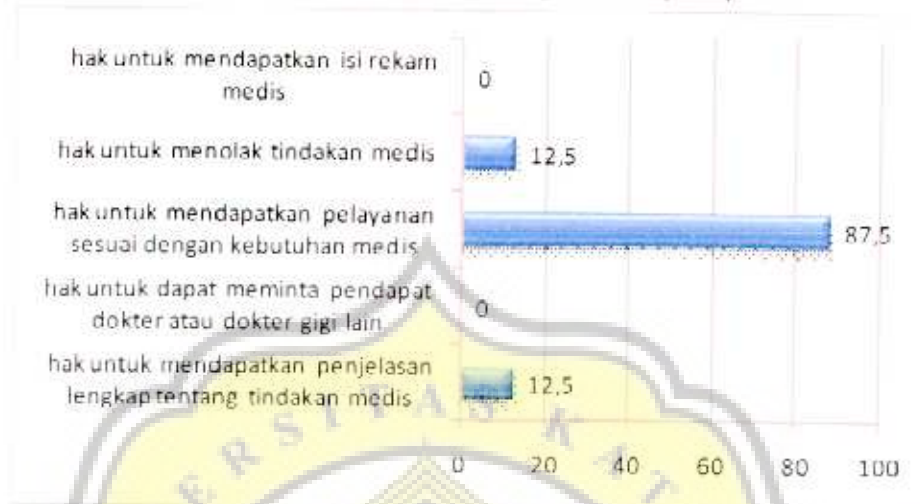 hak untuk mendapatkan isi rekam
medis
0
hak untuk menolak tindakan medis
12,5
hak untuk mendapatkan pelayanan
sesuai dengan kebutuhan medis
87,5
hak untuk dapat meminta pendapat
dokter atau dokter gigi lain
0
hak untuk mendapatkan penjelasan
lengkap tentang tindakan medis
12,5
0 20 40 60 80 100
ERSITAS KAT